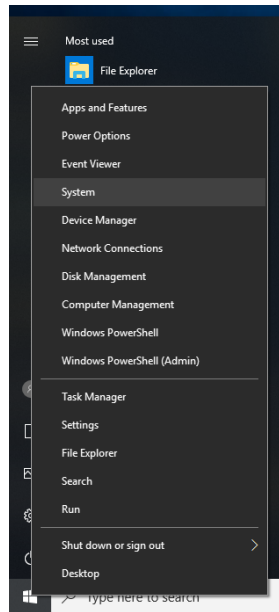 Most used
File Explorer
Apps and Features
Power Options
Event Viewer
System
Device Manager
Network Connections
Disk Management
Computer Management
Windows PowerShell
Windows PowerShell (Admin)
Task Manager
Settings
File Explorer
Search
Run
Shut down or sign out
Desktop
Type here to search